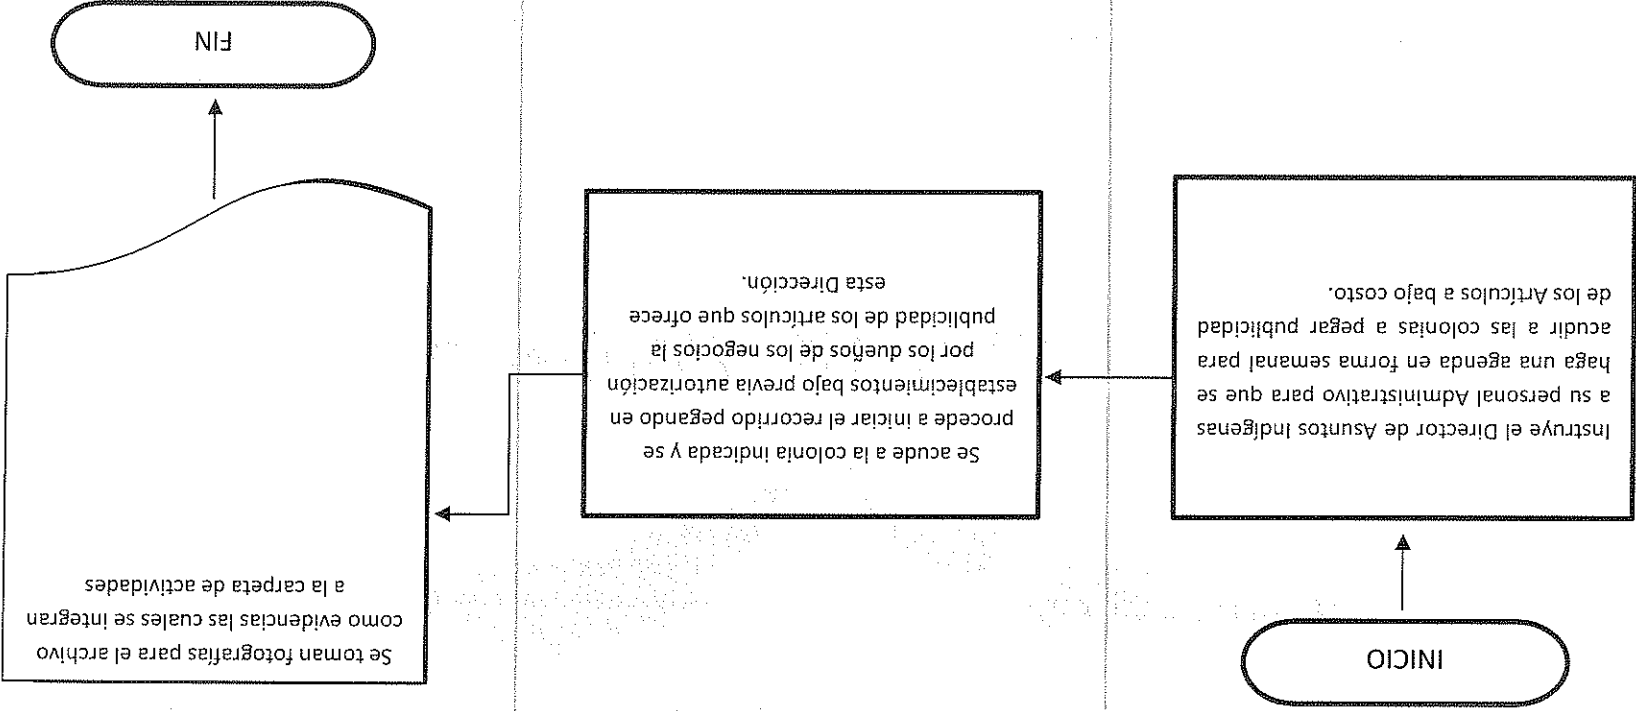 INICIO
Instruye el Director de Asuntos Indígenas
a su personal Administrativo para que se
haga una agenda en forma semanal para
acudir a las colonias a pegar publicidad
de los Artículos a bajo costo.
Se acude a la colonia indicada y se
procede a iniciar el recorrido pegando en
establecimientos bajo previa autorización
por los dueños de los negocios la
publicidad de los artículos que ofrece
esta Dirección.
Se toman fotografías para el archivo
como evidencias las cuales se integran
a la carpeta de actividades
FIN